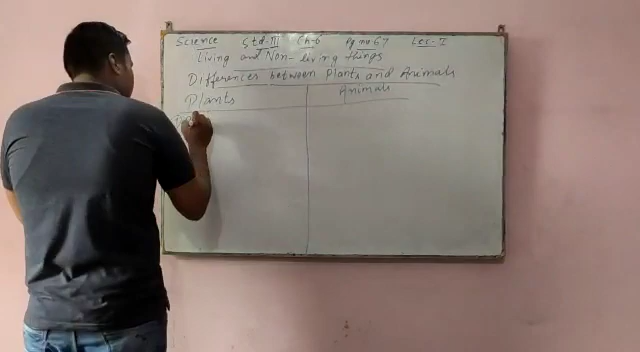 Science Std-III Ch-6 Pg no 67 Lec-I
Living and Non-living things
Differences between Plants and Animals
Plants Animals